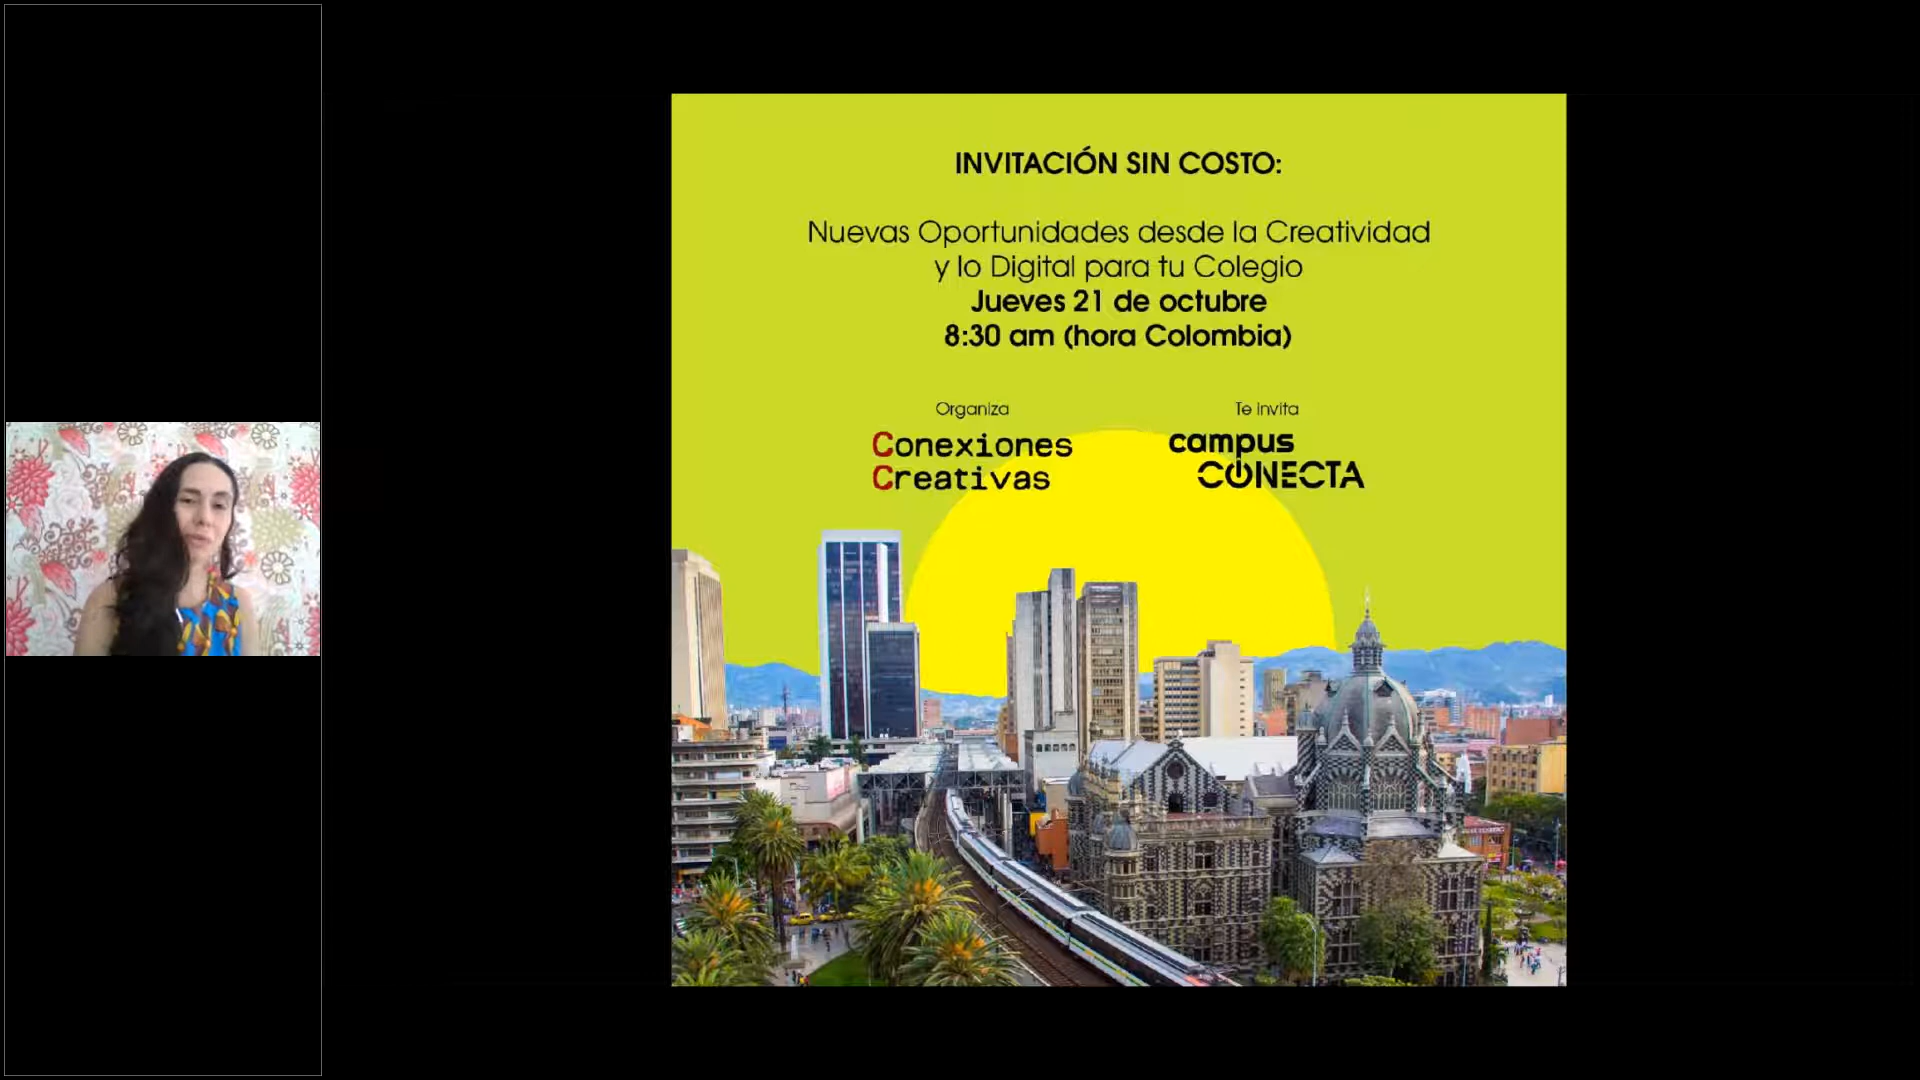 INVITACIÓN SIN COSTO:
Nuevas Oportunidades desde la Creatividad
y lo Digital para tu Colegio
Jueves 21 de octubre
8:30 am (hora Colombia)
Organiza
Te invita
Conexiones
Creativas
campus
CONECTA